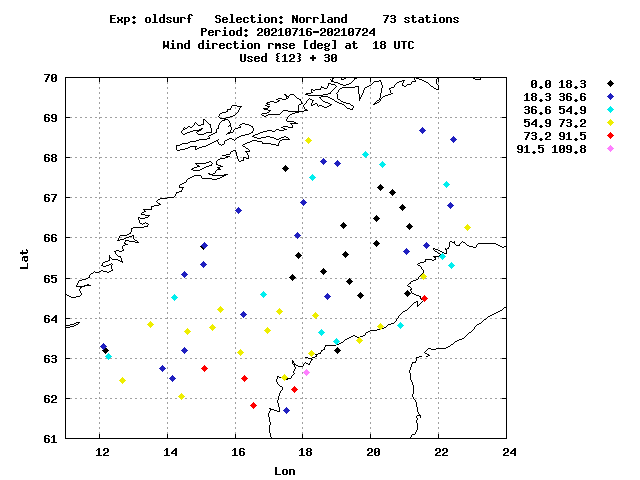 Exp: oldsurf   Selection: Norrland     73 stations
Period: 20210716-20210724
Wind direction rmse [deg] at  18 UTC
Used {12} + 30
0.0 18.3
18.3 36.6
36.6 54.9
54.9 73.2
73.2 91.5
91.5 109.8
70
69
68
67
66
65
64
63
62
61
Lat
12 14 16 18 20 22 24
Lon